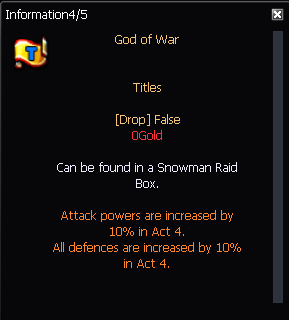 Information4/5
T
God of War
Titles
[Drop] False
0Gold
Can be found in a Snowman Raid
Box.
Attack powers are increased by
10% in Act 4.
All defences are increased by 10%
in Act 4.